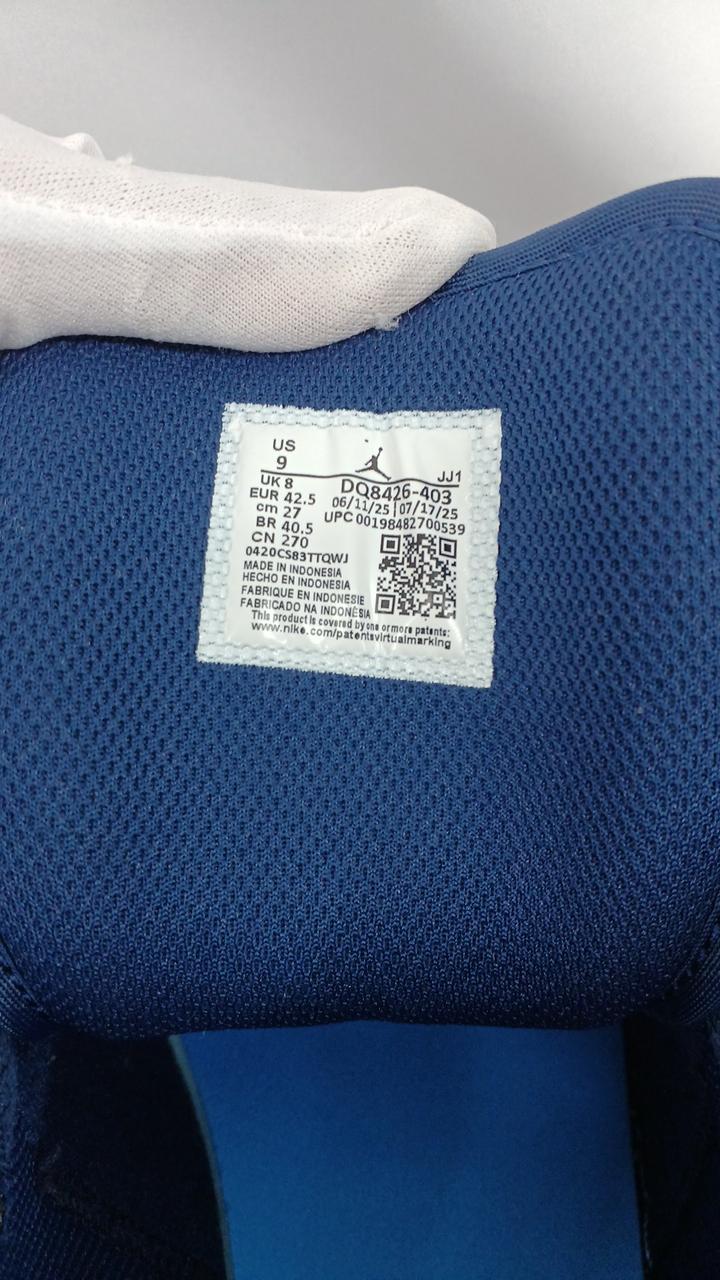 US
9
JJ1
UK 8
EUR 42.5
cm 27
BR 40.5
CN 270
DQ8426-403
06/11/25 | 07/17/25
UPC 00198482700539
0420CS83TTQWJ
MADE IN INDONESIA
HECHO EN INDONESIA
FABRIQUE EN INDONESIE
FABRICADO NA INDONÉSIA
This product is covered by one or more patents:
www.nike.com/patentsvirtualmarking